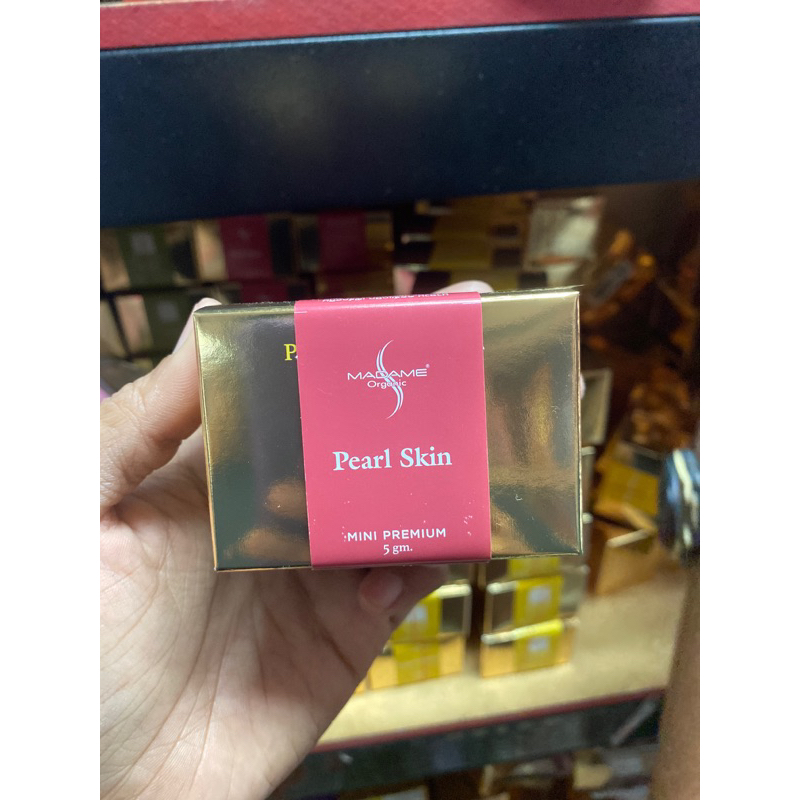 P
MADAME®
Organic
Pearl Skin
MINI PREMIUM
5 gm.